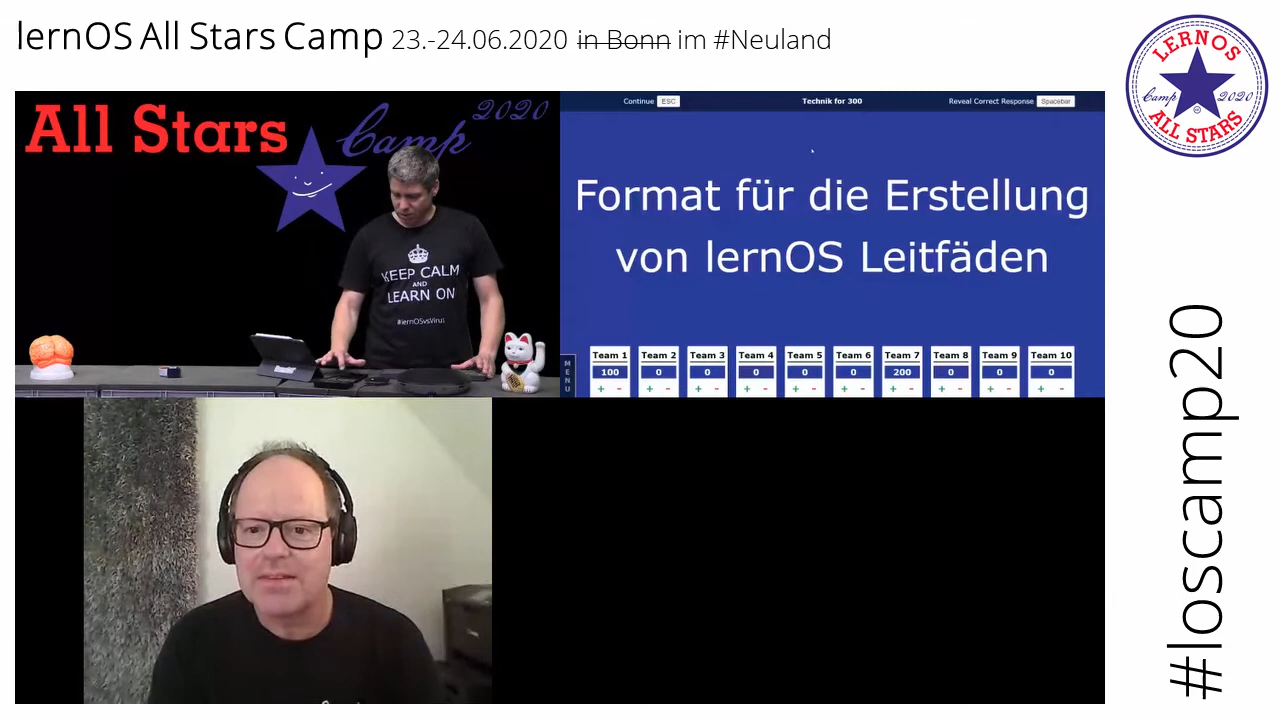 lernOS All Stars Camp 23.-24.06.2020 in Bonn im #Neuland
LERNOS
Camp 2020
ALL STARS
All Stars Camp 2020
KEEP CALM
AND
LEARN ON
#lernOSvsVirus
Continue ESC Technik for 300 Reveal Correct Response Spacebar
Format für die Erstellung
von lernOS Leitfäden
MENU
Team 1 Team 2 Team 3 Team 4 Team 5 Team 6 Team 7 Team 8 Team 9 Team 10
100 0 0 0 0 0 200 0 0 0
+ - + - + - + - + - + - + - + - + - + -
#loscamp20